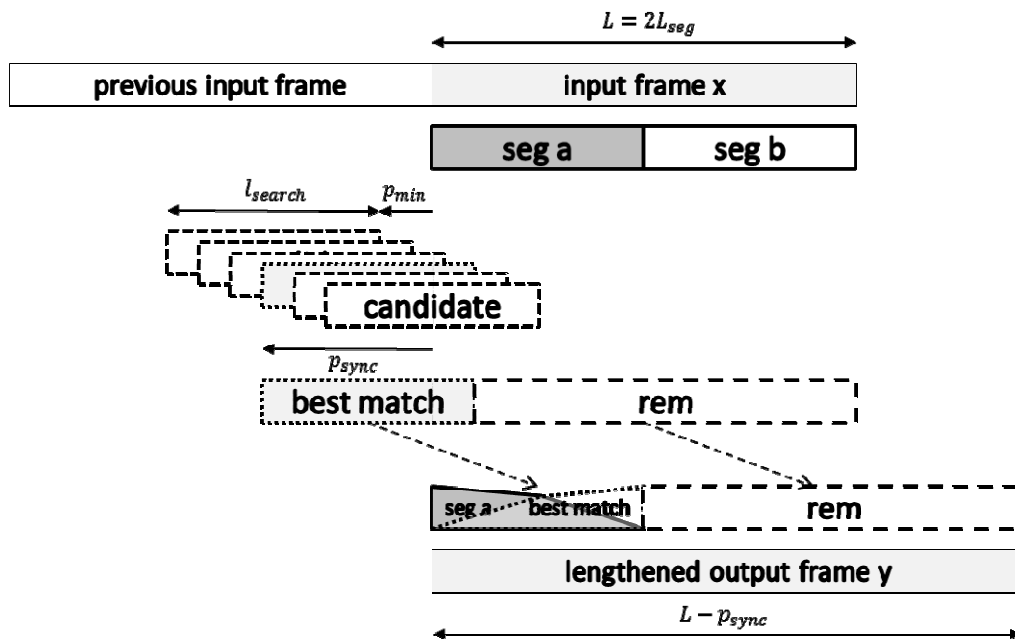 L = 2L_seg
previous input frame
input frame x
seg a
seg b
l_search
p_min
candidate
p_sync
best match
rem
seg a
best match
rem
lengthened output frame y
L − p_sync